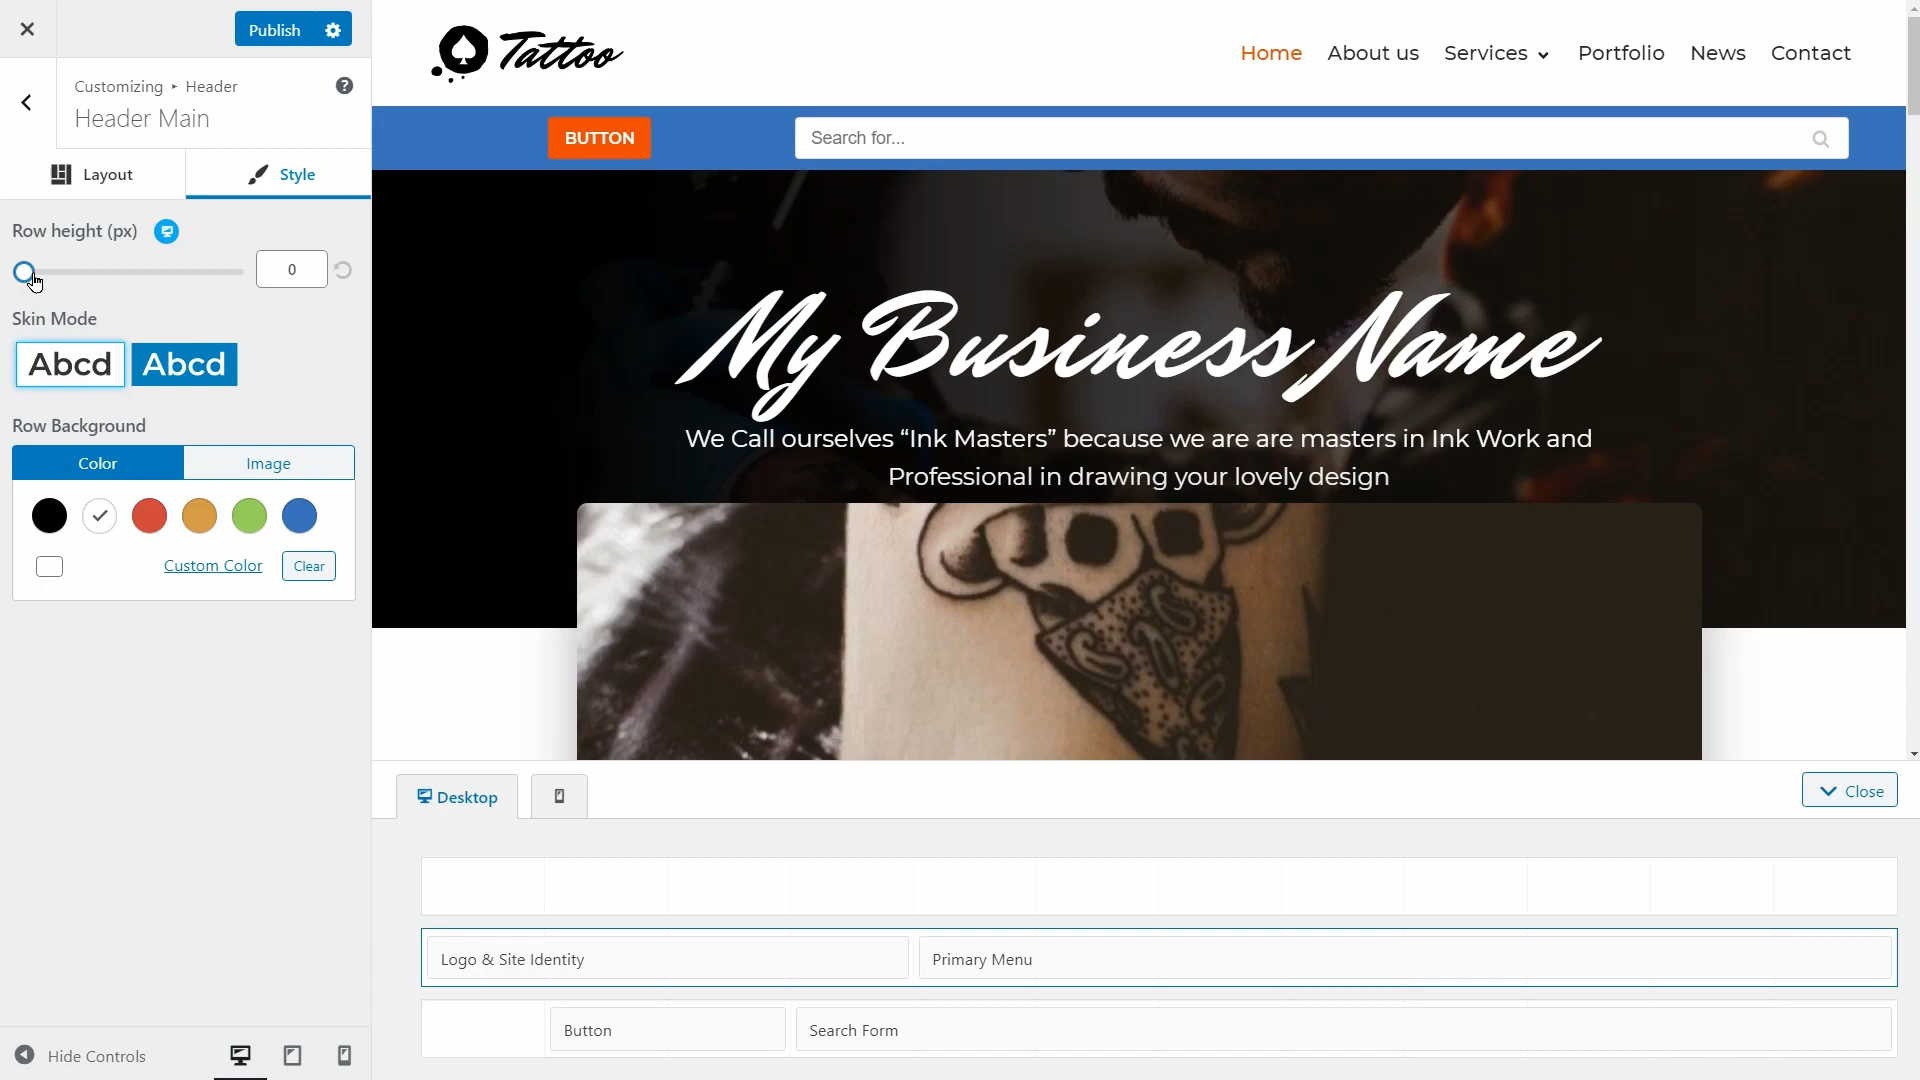 Publish
Customizing ▸ Header
Header Main
Layout
Style
Row height (px)
0
Skin Mode
Abcd
Abcd
Row Background
Color
Image
Custom Color
Clear
Hide Controls
Tattoo
Home
About us
Services
Portfolio
News
Contact
BUTTON
Search for...
My Business Name
We Call ourselves “Ink Masters” because we are are masters in Ink Work and
Professional in drawing your lovely design
Desktop
Close
Logo & Site Identity
Primary Menu
Button
Search Form